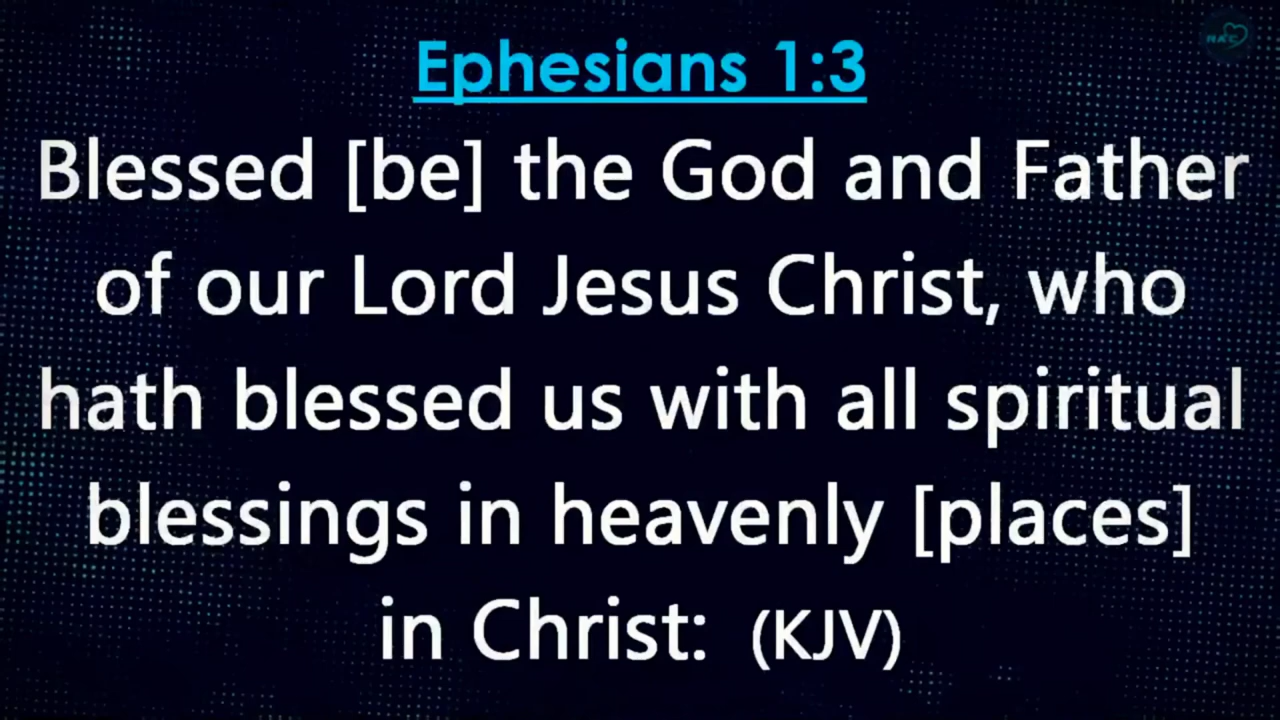 Ephesians 1:3
Blessed [be] the God and Father
of our Lord Jesus Christ, who
hath blessed us with all spiritual
blessings in heavenly [places]
in Christ: (KJV)